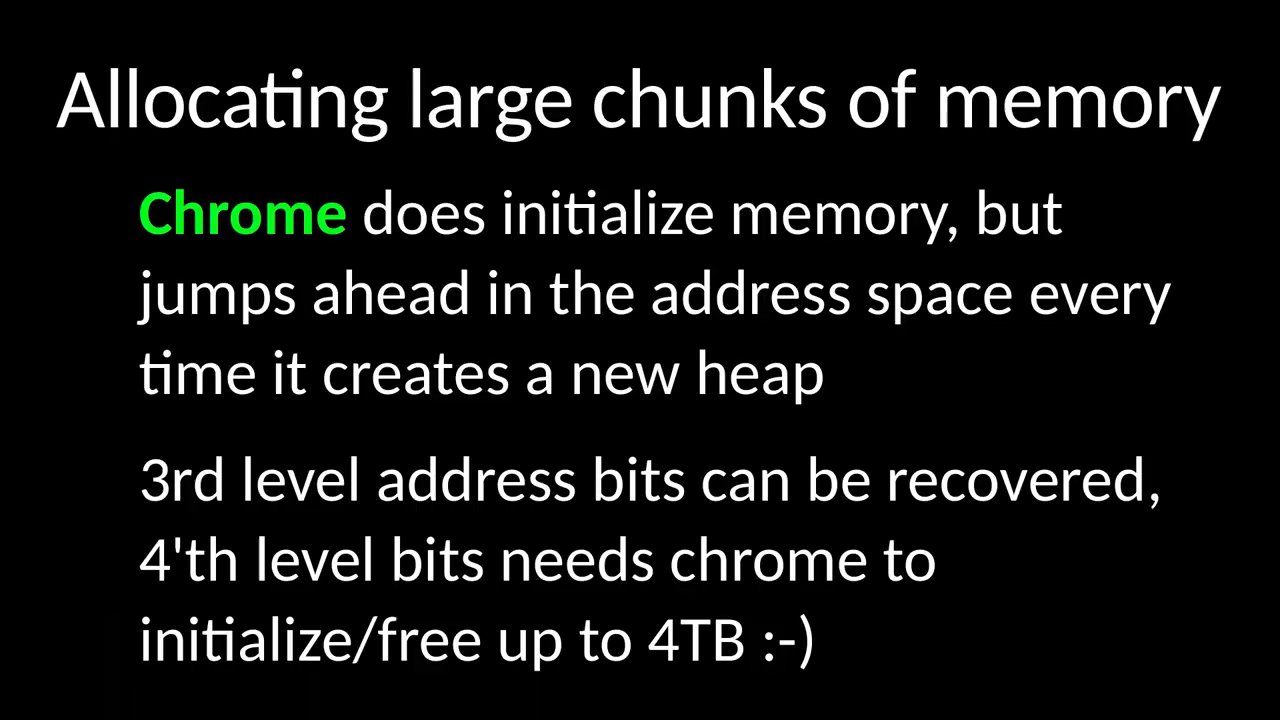 Allocating large chunks of memory
Chrome does initialize memory, but
jumps ahead in the address space every
time it creates a new heap
3rd level address bits can be recovered,
4'th level bits needs chrome to
initialize/free up to 4TB :-)